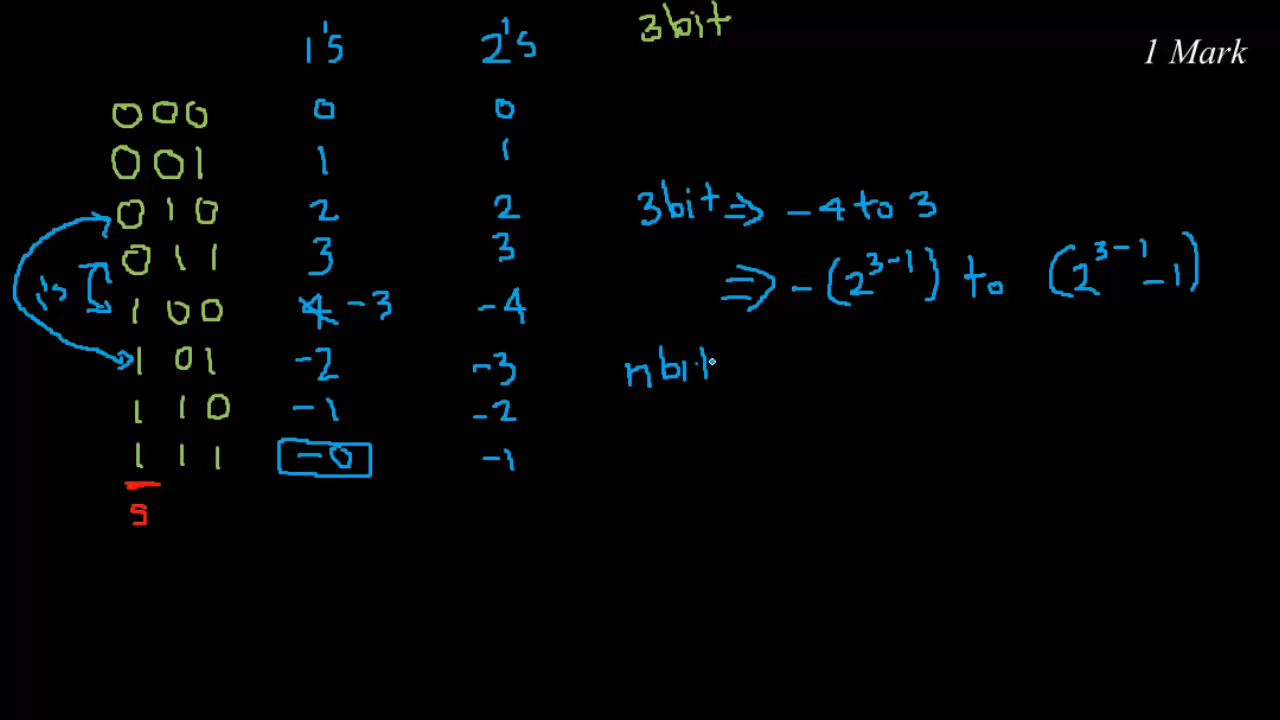 3bit
1's 2's
1 Mark
000 0 0
001 1 1
010 2 2
3bit ⇒ -4 to 3
011 3 3
⇒ -(2^{3-1}) to (2^{3-1} -1)
1's
100 4 -3 -4
101 -2 -3
nbit
110 -1 -2
111 -0 -1
s